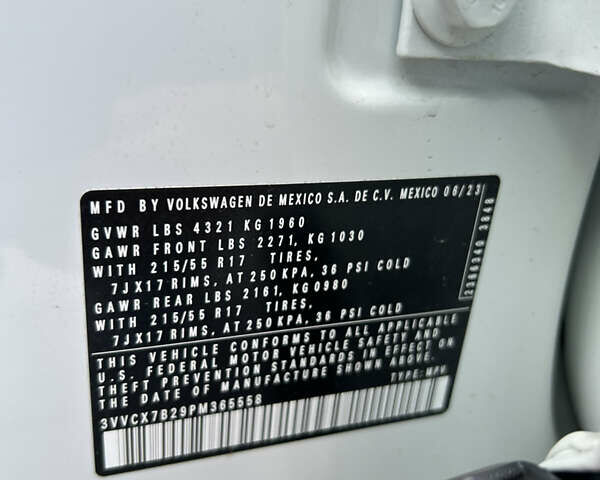 MFD BY VOLKSWAGEN DE MEXICO S.A. DE C.V. MEXICO 06/23
GVWR LBS 4321 KG 1960
GAWR FRONT LBS 2271, KG 1030
WITH 215/55 R17 TIRES,
7JX17 RIMS, AT 250 KPA, 36 PSI COLD
GAWR REAR LBS 2161, KG 0980
WITH 215/55 R17 TIRES,
7JX17 RIMS, AT 250 KPA, 36 PSI COLD
THIS VEHICLE CONFORMS TO ALL APPLICABLE
U.S. FEDERAL MOTOR VEHICLE SAFETY AND
THEFT PREVENTION STANDARDS IN EFFECT ON
THE DATE OF MANUFACTURE SHOWN ABOVE.
TYPE: MPV
3VVCX7B29PM365558